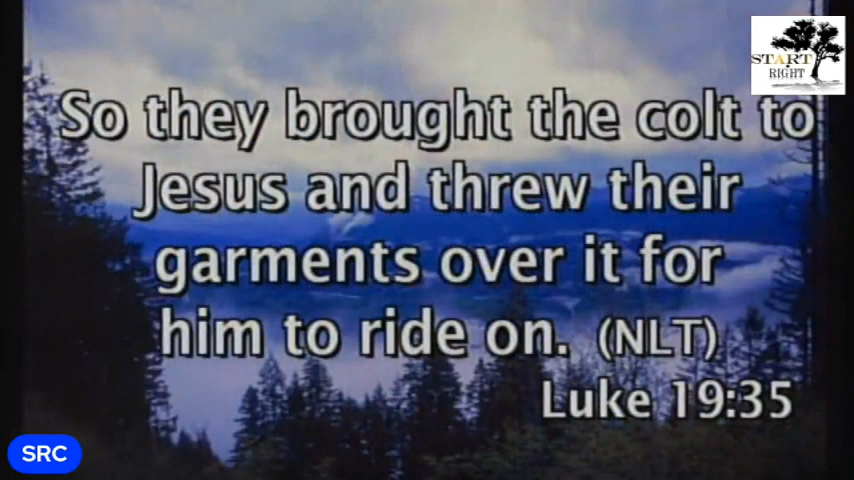 START
RIGHT
So they brought the colt to
Jesus and threw their
garments over it for
him to ride on. (NLT)
Luke 19:35
SRC